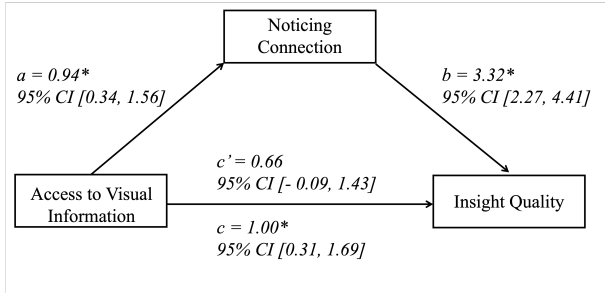 Noticing
Connection
a = 0.94*
95% CI [0.34, 1.56]
b = 3.32*
95% CI [2.27, 4.41]
c’ = 0.66
95% CI [- 0.09, 1.43]
Access to Visual
Information
Insight Quality
c = 1.00*
95% CI [0.31, 1.69]